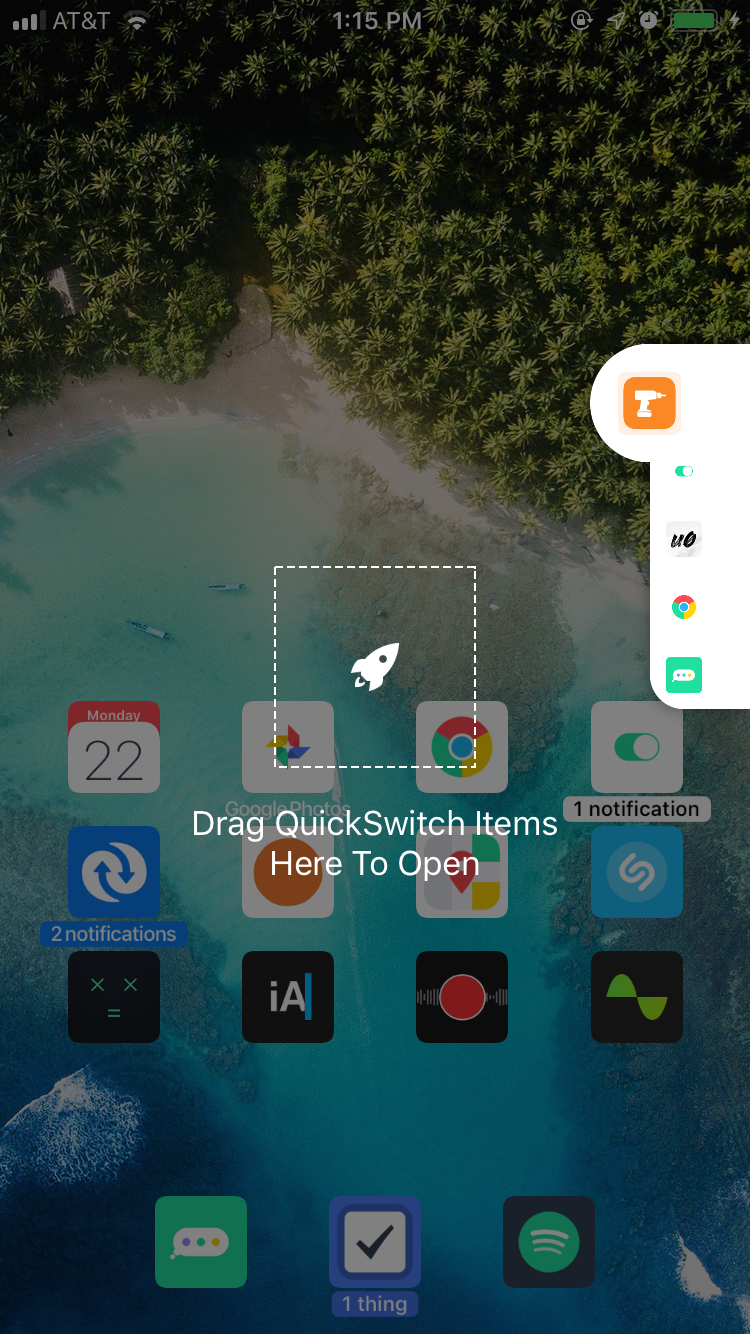 AT&T 1:15 PM
uo
Monday
22
Google Photos
1 notification
Drag QuickSwitch Items
Here To Open
2 notifications
× ×
=
iA
1 thing